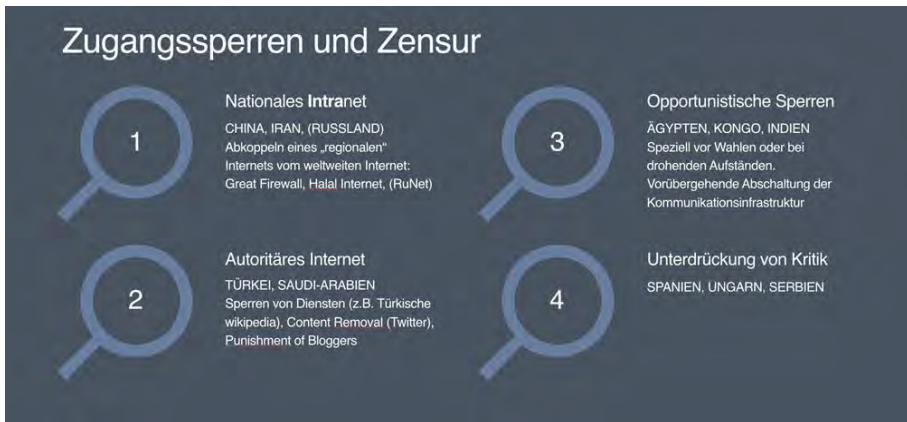 Zugangssperren und Zensur
1
Nationales Intranet
CHINA, IRAN, (RUSSLAND)
Abkoppeln eines „regionalen“
Internets vom weltweiten Internet:
Great Firewall, Halal Internet, (RuNet)
2
Autoritäres Internet
TÜRKEI, SAUDI-ARABIEN
Sperren von Diensten (z.B. Türkische
wikipedia), Content Removal (Twitter),
Punishment of Bloggers
3
Opportunistische Sperren
ÄGYPTEN, KONGO, INDIEN
Speziell vor Wahlen oder bei
drohenden Aufständen.
Vorübergehende Abschaltung der
Kommunikationsinfrastruktur
4
Unterdrückung von Kritik
SPANIEN, UNGARN, SERBIEN